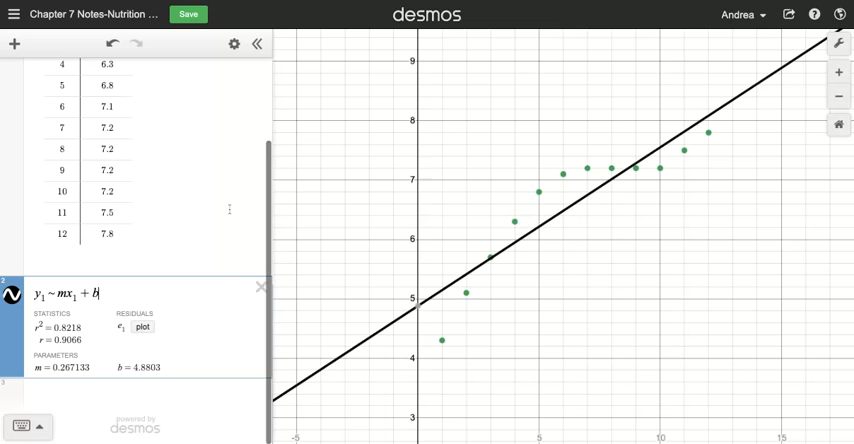 Chapter 7 Notes-Nutrition ...
Save
desmos
Andrea
4 6.3
5 6.8
6 7.1
7 7.2
8 7.2
9 7.2
10 7.2
11 7.5
12 7.8
2
y₁ ~ mx₁ + b
STATISTICS RESIDUALS
r² = 0.8218 e₁ plot
r = 0.9066
PARAMETERS
m = 0.267133 b = 4.8803
3
powered by
desmos
9
8
7
6
5
4
3
-5 5 10 15